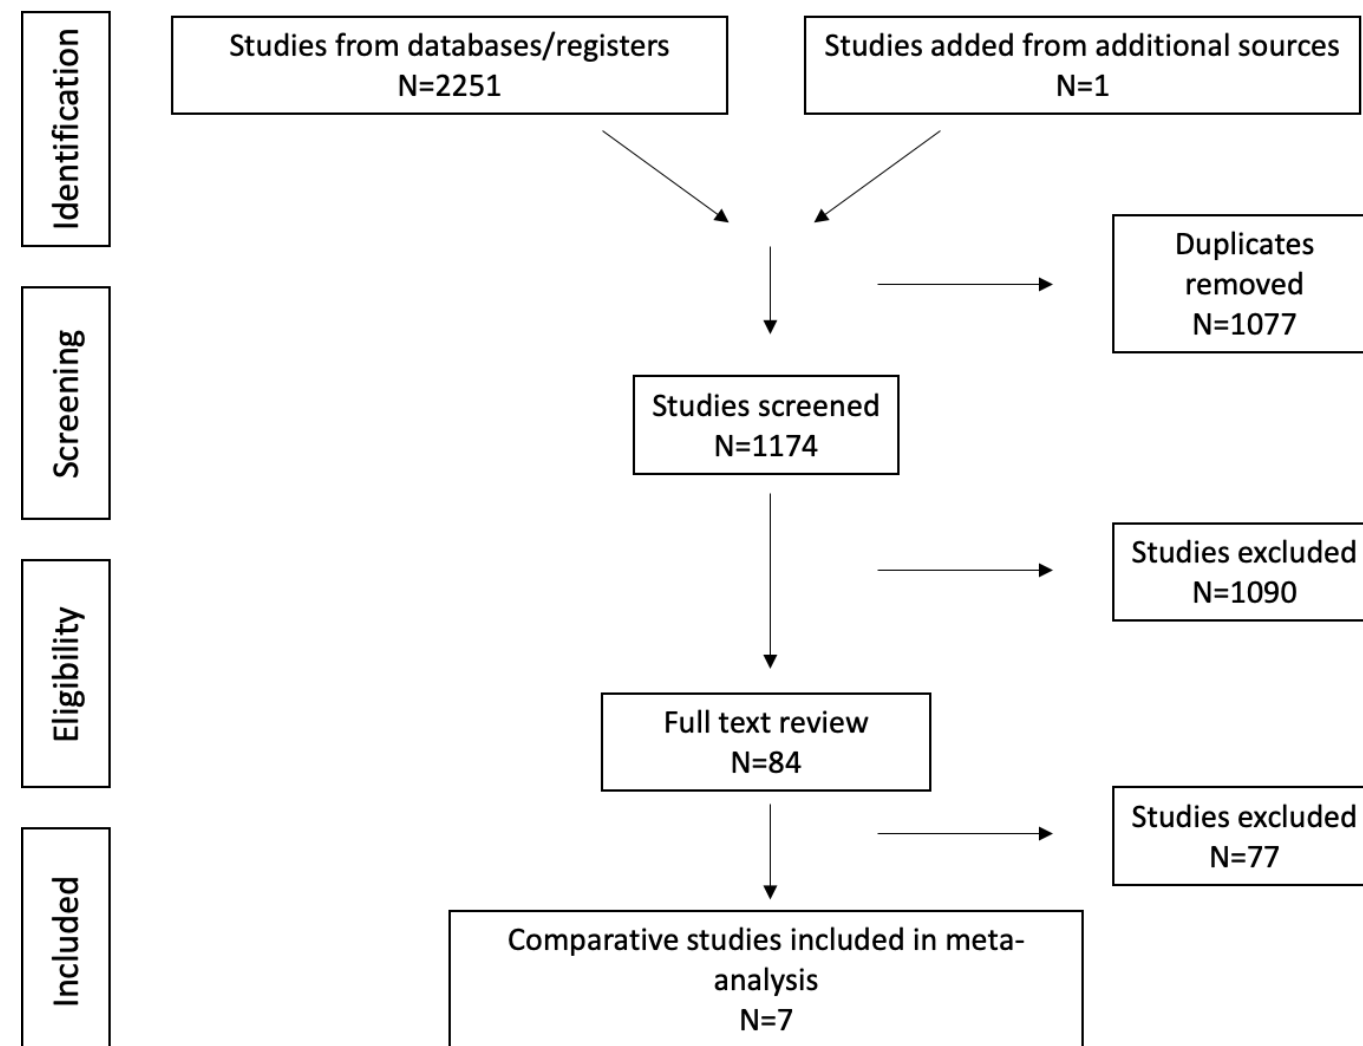 Identification
Studies from databases/registers
N=2251
Studies added from additional sources
N=1
Duplicates
removed
N=1077
Screening
Studies screened
N=1174
Studies excluded
N=1090
Eligibility
Full text review
N=84
Studies excluded
N=77
Included
Comparative studies included in meta-
analysis
N=7